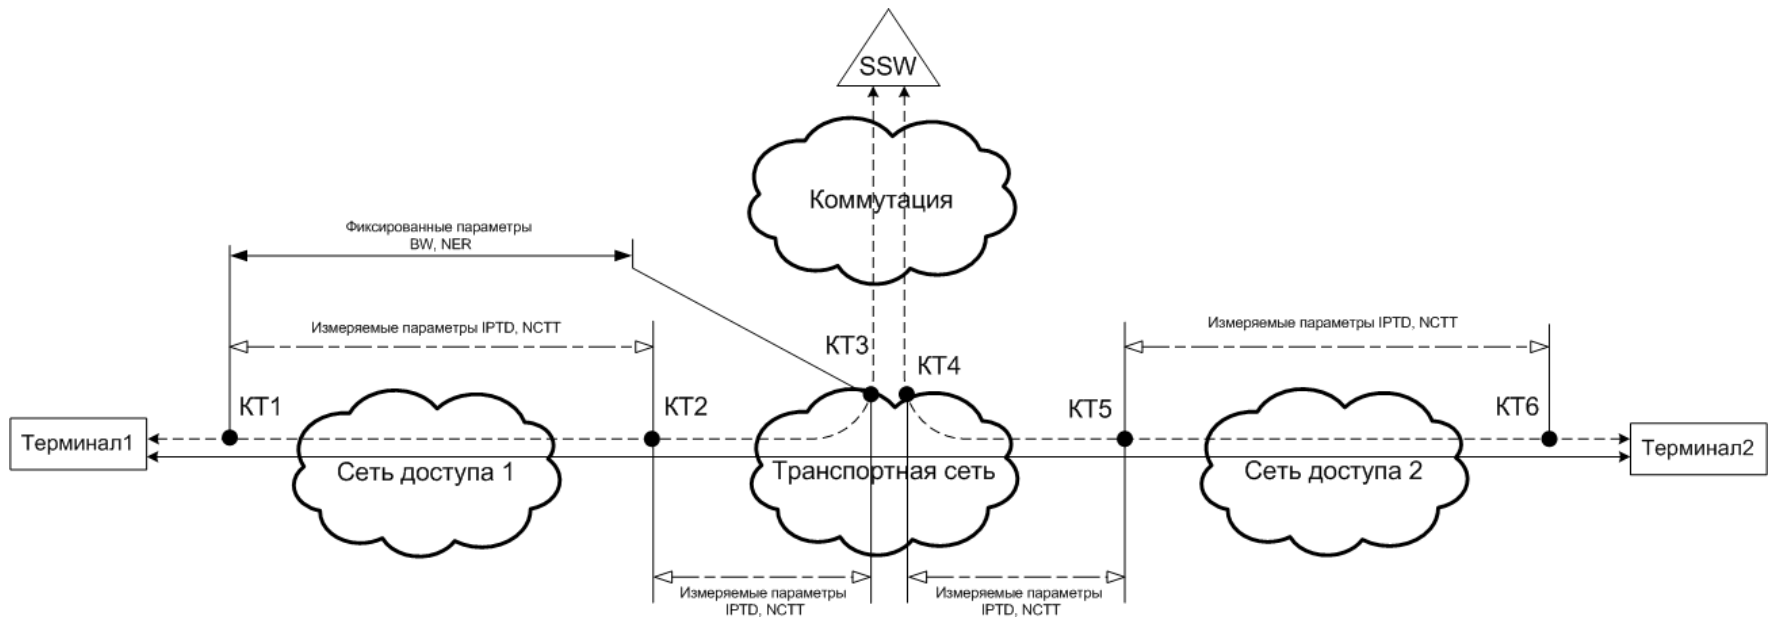 SSW
Коммутация
Фиксированные параметры
BW, NER
Измеряемые параметры IPTD, NCTT
Измеряемые параметры IPTD, NCTT
КТ3
КТ4
КТ1
КТ2
КТ5
КТ6
Терминал1
Сеть доступа 1
Транспортная сеть
Сеть доступа 2
Терминал2
Измеряемые параметры
IPTD, NCTT
Измеряемые параметры
IPTD, NCTT